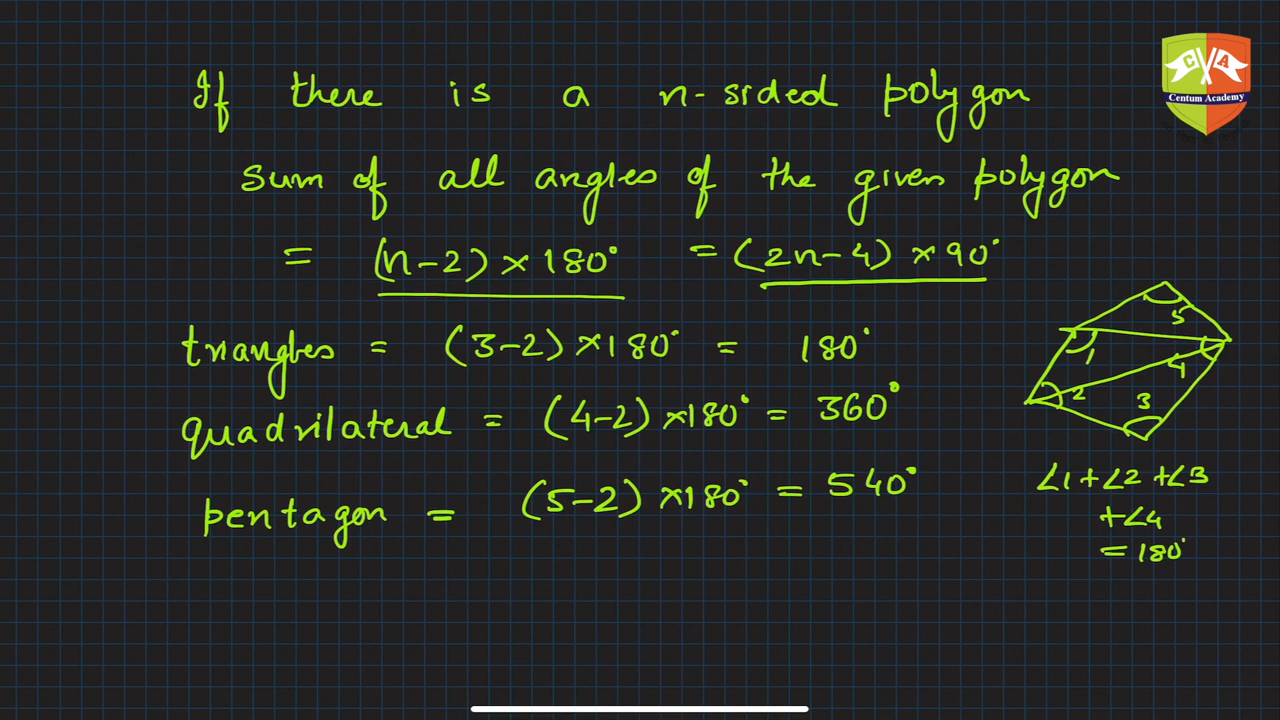 If there is a n-sided polygon
C A
Centum Academy
sum of all angles of the given polygon
= (n-2) × 180° = (2n-4) × 90°
triangles = (3-2) ×180° = 180°
quadrilateral = (4-2) ×180° = 360°
pentagon = (5-2) ×180° = 540°
5
1
4
2
3
∠1+∠2+∠3
+∠4
= 180°